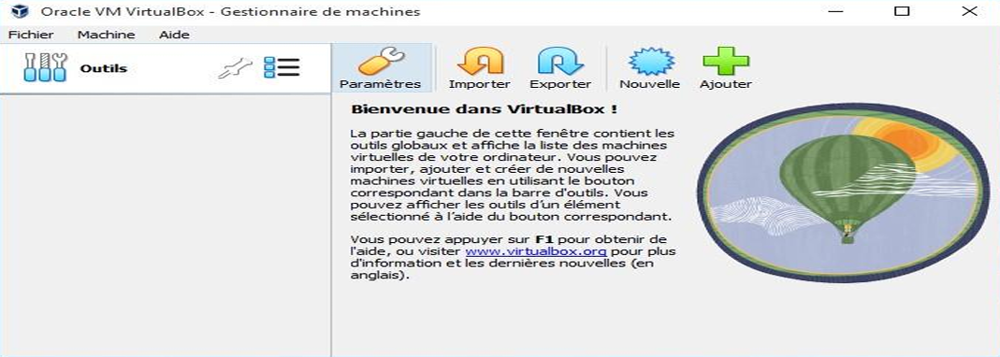 Oracle VM VirtualBox - Gestionnaire de machines
Fichier Machine Aide
Outils
Paramètres Importer Exporter Nouvelle Ajouter
Bienvenue dans VirtualBox !
La partie gauche de cette fenêtre contient les
outils globaux et affiche la liste des machines
virtuelles de votre ordinateur. Vous pouvez
importer, ajouter et créer de nouvelles
machines virtuelles en utilisant le bouton
correspondant dans la barre d'outils. Vous
pouvez afficher les outils d’un élément
sélectionné à l’aide du bouton correspondant.
Vous pouvez appuyer sur F1 pour obtenir de
l'aide, ou visiter www.virtualbox.org pour plus
d'information et les dernières nouvelles (en
anglais).